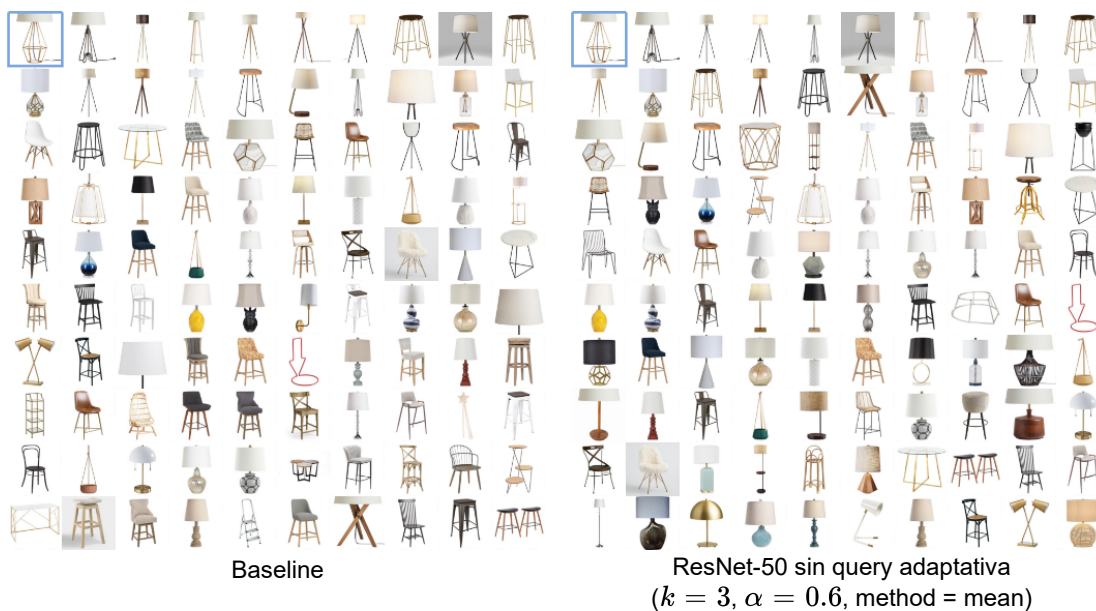 Baseline
ResNet-50 sin query adaptativa
(k = 3, α = 0.6, method = mean)